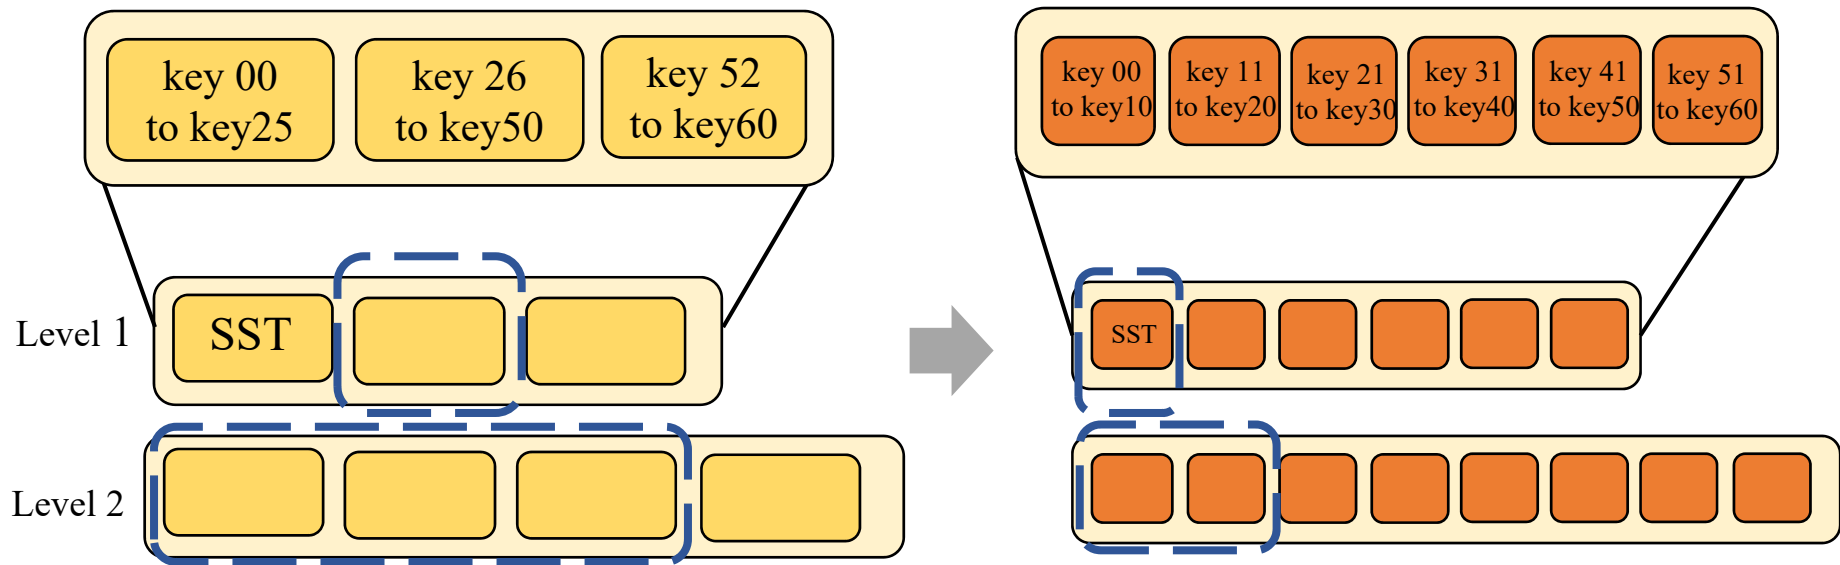 key 00
to key25
key 26
to key50
key 52
to key60
key 00
to key10
key 11
to key20
key 21
to key30
key 31
to key40
key 41
to key50
key 51
to key60
Level 1
SST
SST
Level 2